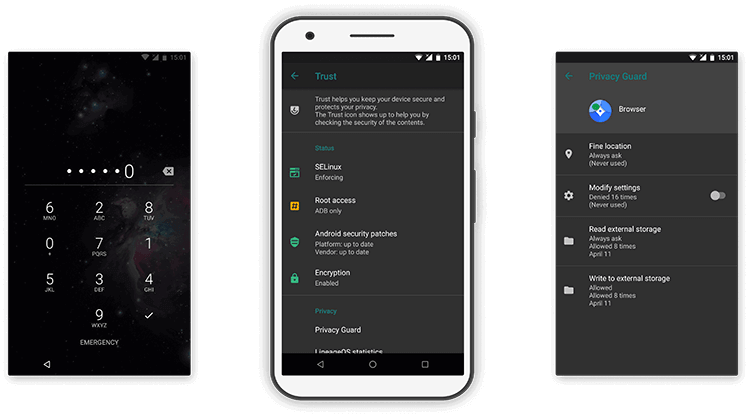 15:01
•••••0
6
MNO
2
ABC
8
TUV
0
+
7
PQRS
1
5
JKL
3
DEF
4
GHI
9
WXYZ
EMERGENCY
15:01
Trust
Trust helps you keep your device secure and
protects your privacy.
The Trust icon shows up to help you by
checking the security of the contents.
Status
SELinux
Enforcing
Root access
ADB only
Android security patches
Platform: up to date
Vendor: up to date
Encryption
Enabled
Privacy
Privacy Guard
LineageOS statistics
15:01
Privacy Guard
Browser
Fine location
Always ask
(Never used)
Modify settings
Denied 16 times
(Never used)
Read external storage
Always ask
Allowed 8 times
April 11
Write to external storage
Allowed
Allowed 8 times
April 11